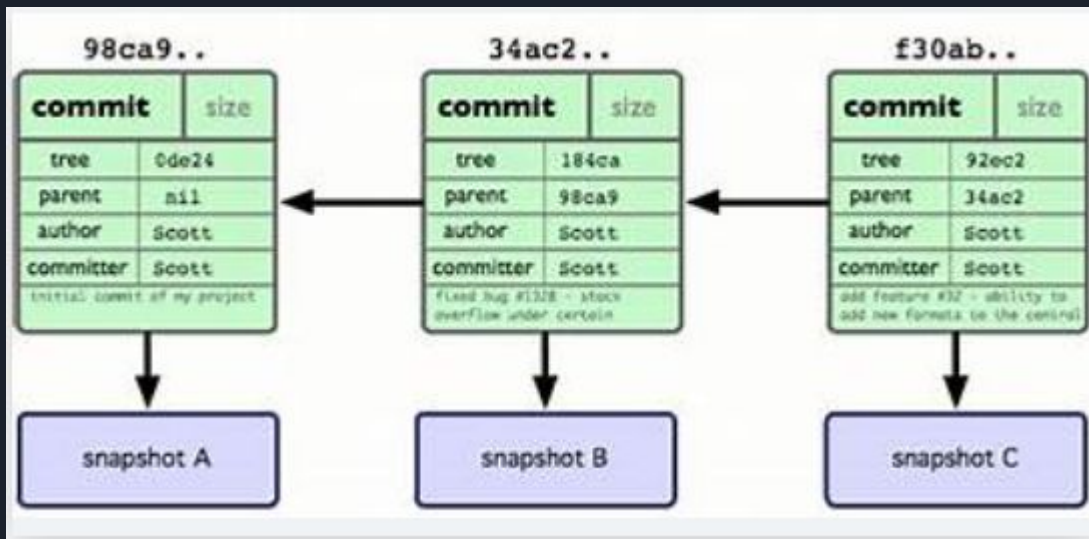 98ca9..
commit size
tree 0de24
parent nil
author Scott
committer Scott
initial commit of my project
34ac2..
commit size
tree 184ca
parent 98ca9
author Scott
committer Scott
fixed bug #1328 - stack
overflow under certain
f30ab..
commit size
tree 92ec2
parent 34ac2
author Scott
committer Scott
add feature #32 - ability to
add new formats to the central
snapshot A
snapshot B
snapshot C